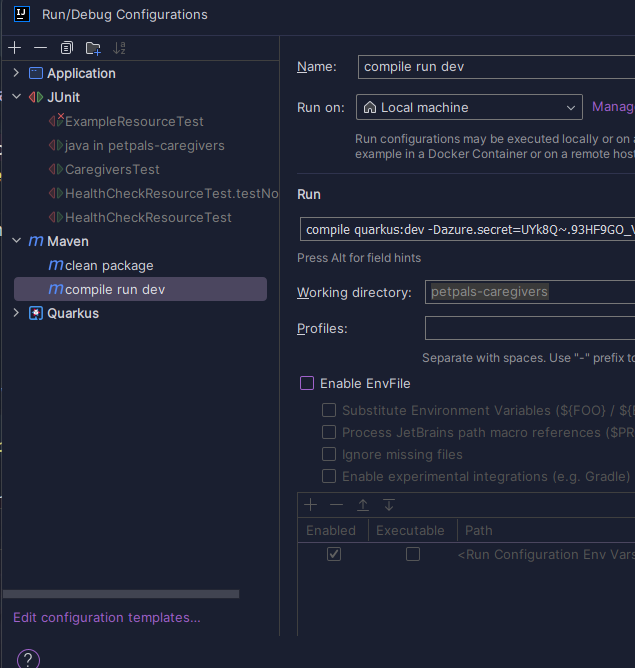 Run/Debug Configurations
Application
JUnit
ExampleResourceTest
java in petpals-caregivers
CaregiversTest
HealthCheckResourceTest.testNo
HealthCheckResourceTest
Maven
clean package
compile run dev
Quarkus
Edit configuration templates...
?
Name: compile run dev
Run on: Local machine Manag
Run configurations may be executed locally or on a
example in a Docker Container or on a remote host
Run
compile quarkus:dev -Dazure.secret=UYk8Q~.93HF9GO_V
Press Alt for field hints
Working directory: petpals-caregivers
Profiles:
Separate with spaces. Use "-" prefix to
Enable EnvFile
Substitute Environment Variables (${FOO} / ${
Process JetBrains path macro references ($PR
Ignore missing files
Enable experimental integrations (e.g. Gradle)
Enabled Executable Path
<Run Configuration Env Vars